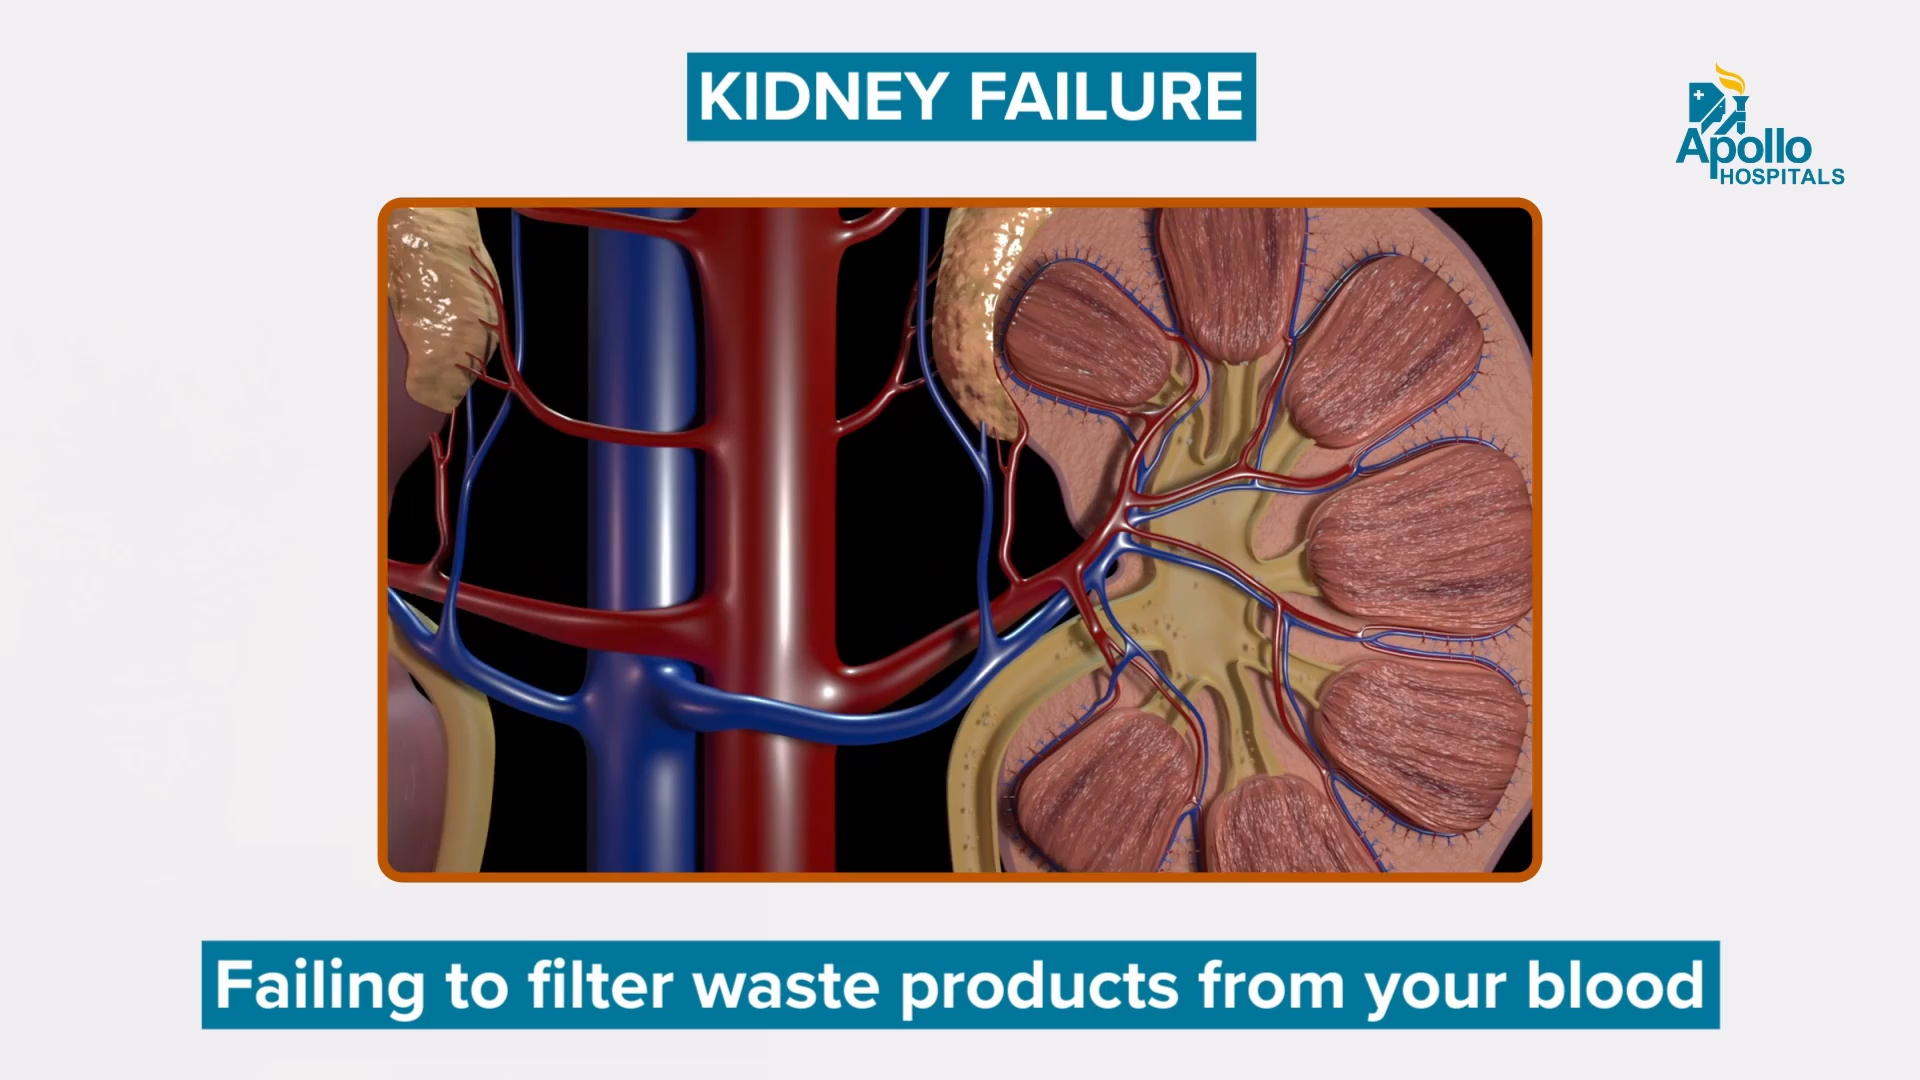 KIDNEY FAILURE
Apollo
HOSPITALS
Failing to filter waste products from your blood